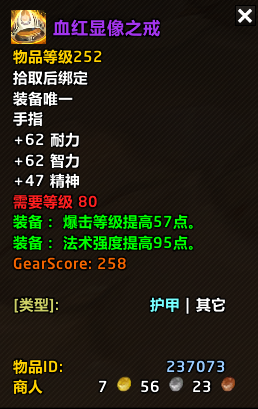 血红显像之戒
物品等级252
拾取后绑定
装备唯一
手指
+62 耐力
+62 智力
+47 精神
需要等级 80
装备： 爆击等级提高57点。
装备： 法术强度提高95点。
GearScore: 258
[类型]: 护甲 | 其它
物品ID: 237073
商人 7 56 23